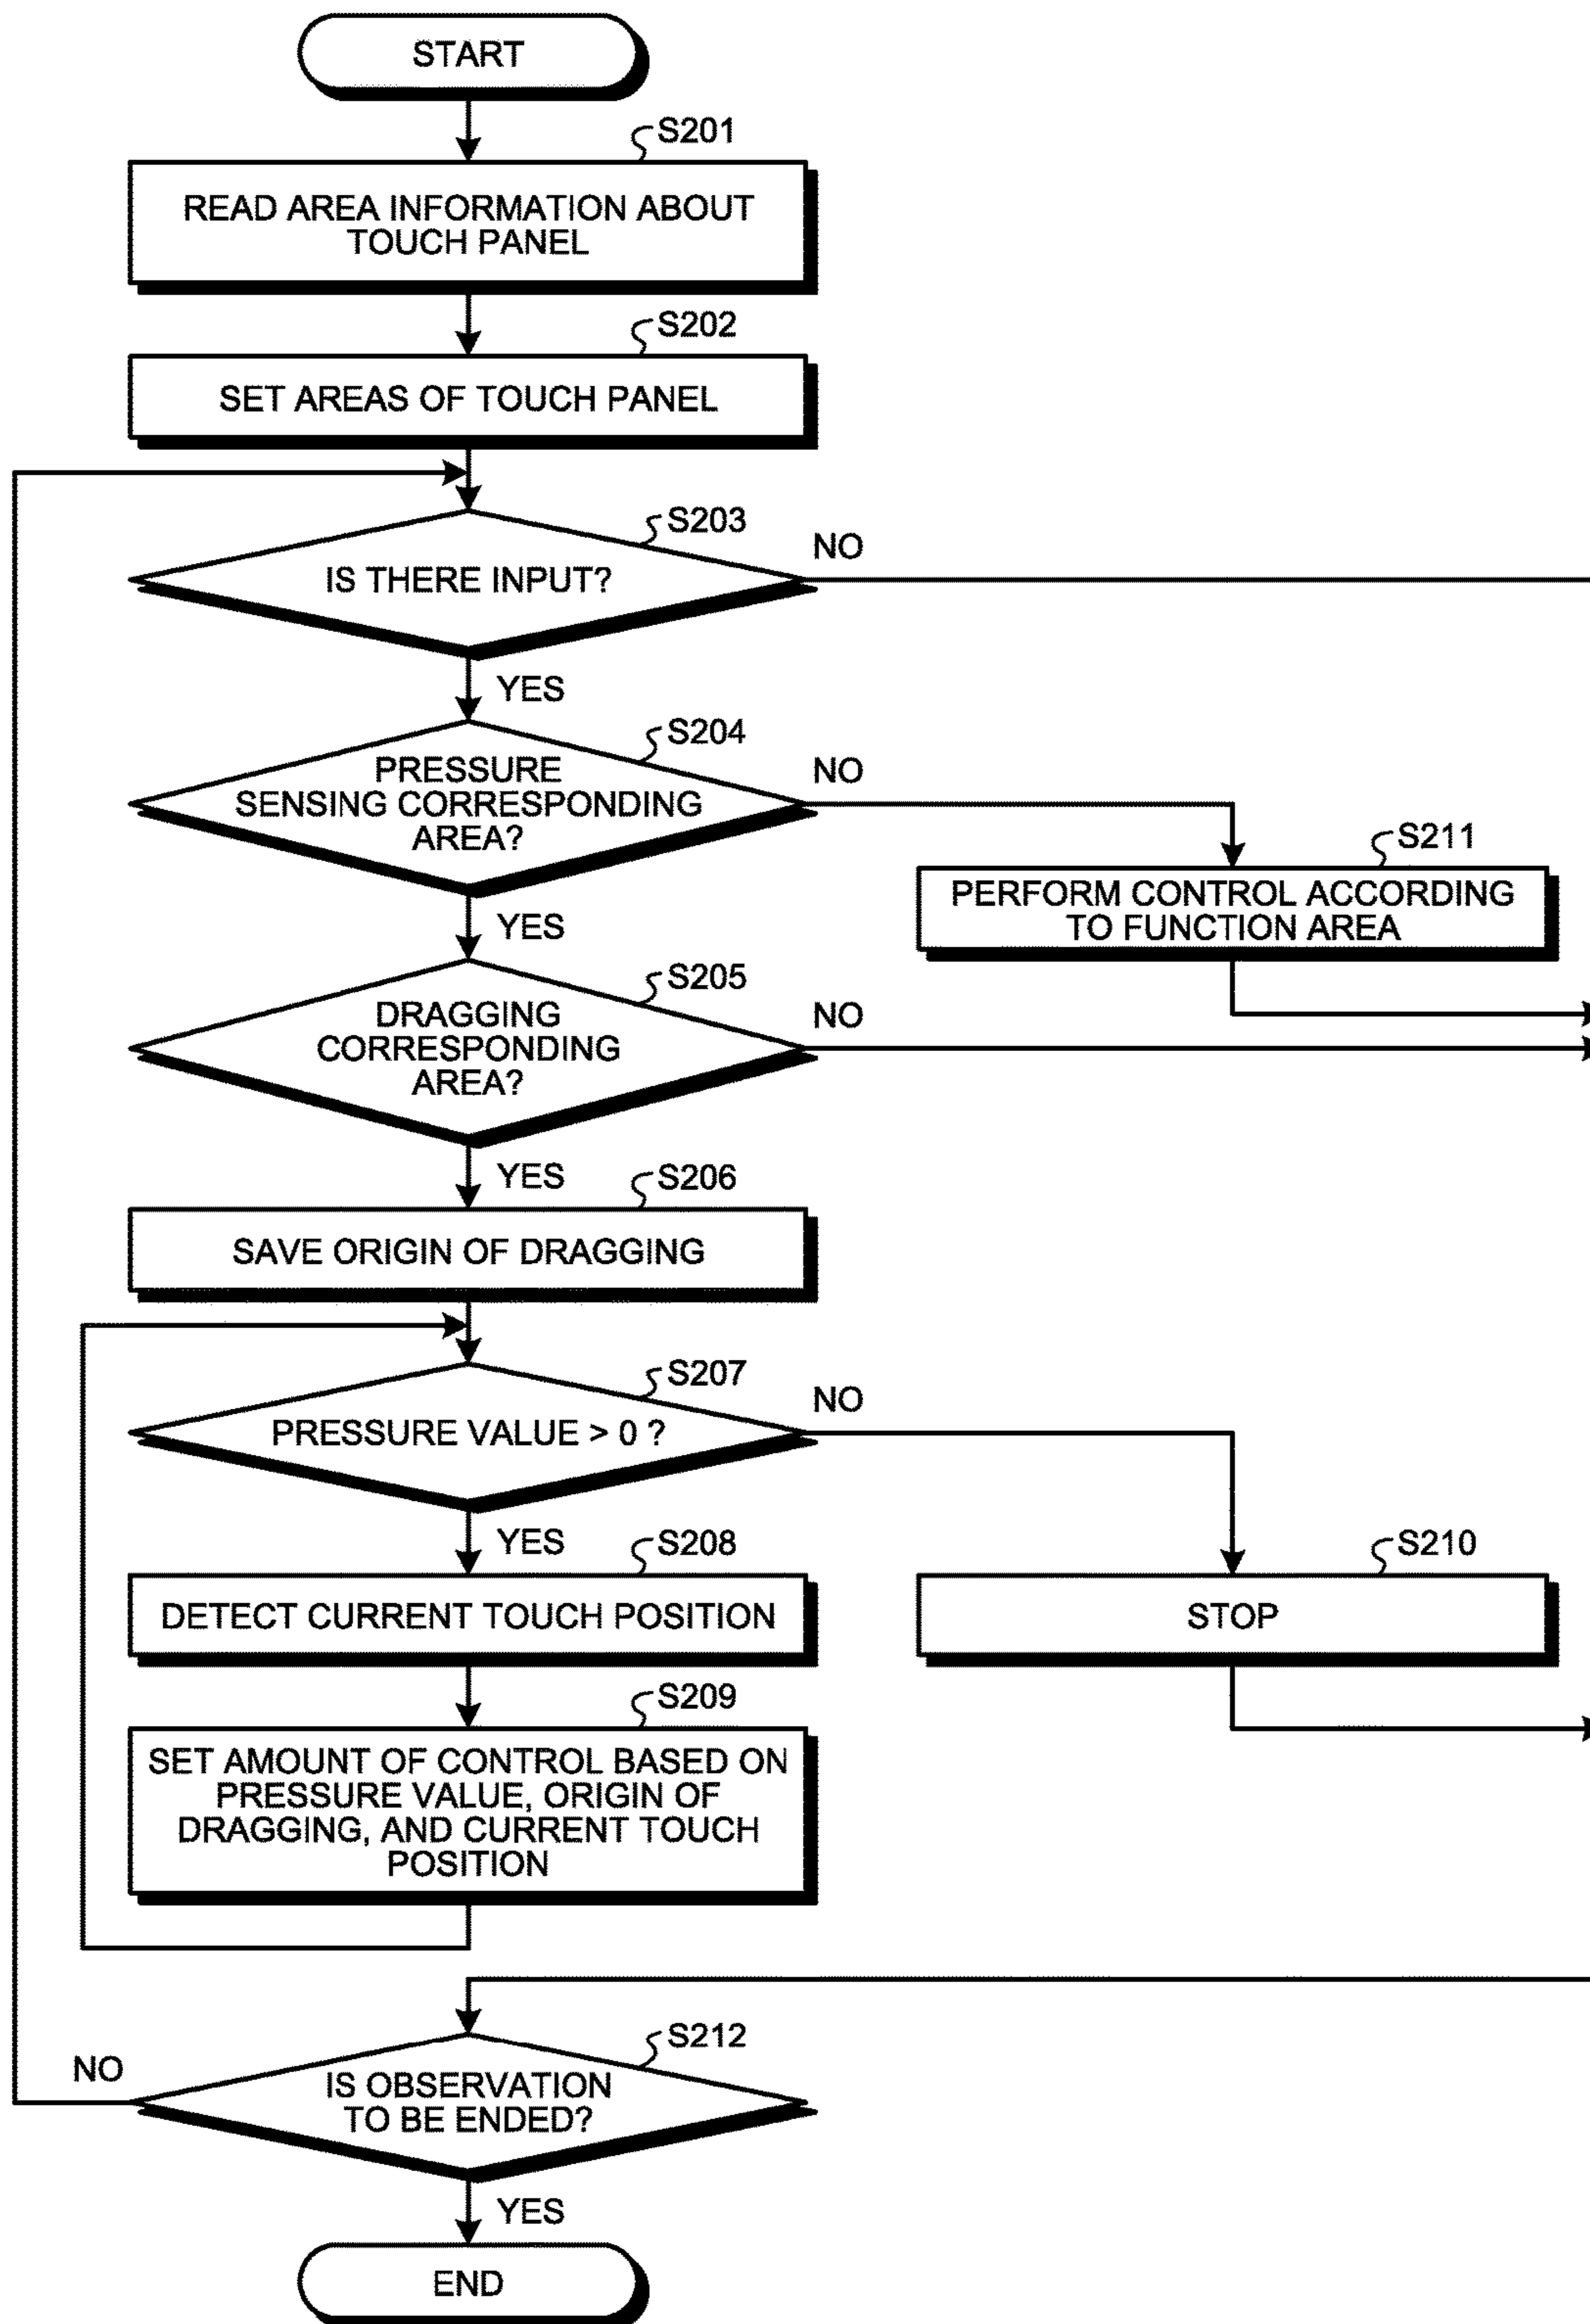 START
S201
READ AREA INFORMATION ABOUT
TOUCH PANEL
S202
SET AREAS OF TOUCH PANEL
S203
NO
IS THERE INPUT?
YES
S204
NO
PRESSURE
SENSING CORRESPONDING
AREA?
S211
PERFORM CONTROL ACCORDING
TO FUNCTION AREA
YES
S205
NO
DRAGGING
CORRESPONDING
AREA?
YES
S206
SAVE ORIGIN OF DRAGGING
S207
NO
PRESSURE VALUE > 0 ?
YES
S208
DETECT CURRENT TOUCH POSITION
S210
STOP
S209
SET AMOUNT OF CONTROL BASED ON
PRESSURE VALUE, ORIGIN OF
DRAGGING, AND CURRENT TOUCH
POSITION
S212
NO
IS OBSERVATION
TO BE ENDED?
YES
END